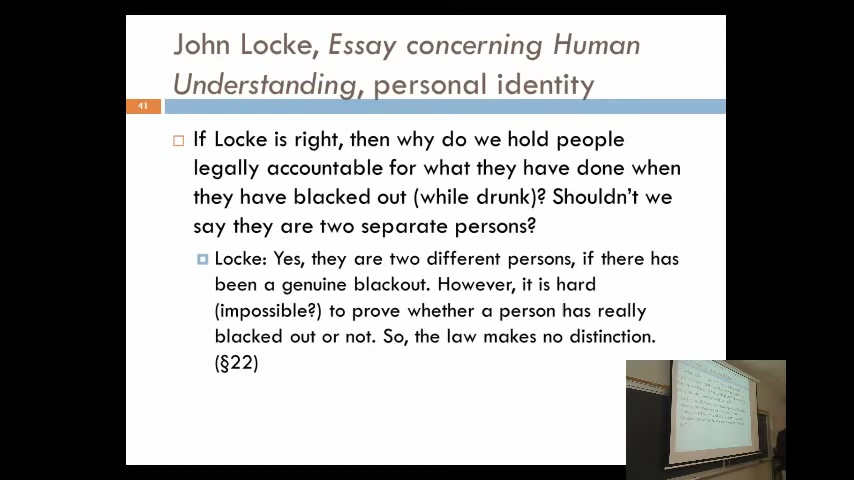 John Locke, Essay concerning Human
Understanding, personal identity
41
If Locke is right, then why do we hold people
legally accountable for what they have done when
they have blacked out (while drunk)? Shouldn't we
say they are two separate persons?
Locke: Yes, they are two different persons, if there has
been a genuine blackout. However, it is hard
(impossible?) to prove whether a person has really
blacked out or not. So, the law makes no distinction.
(§22)